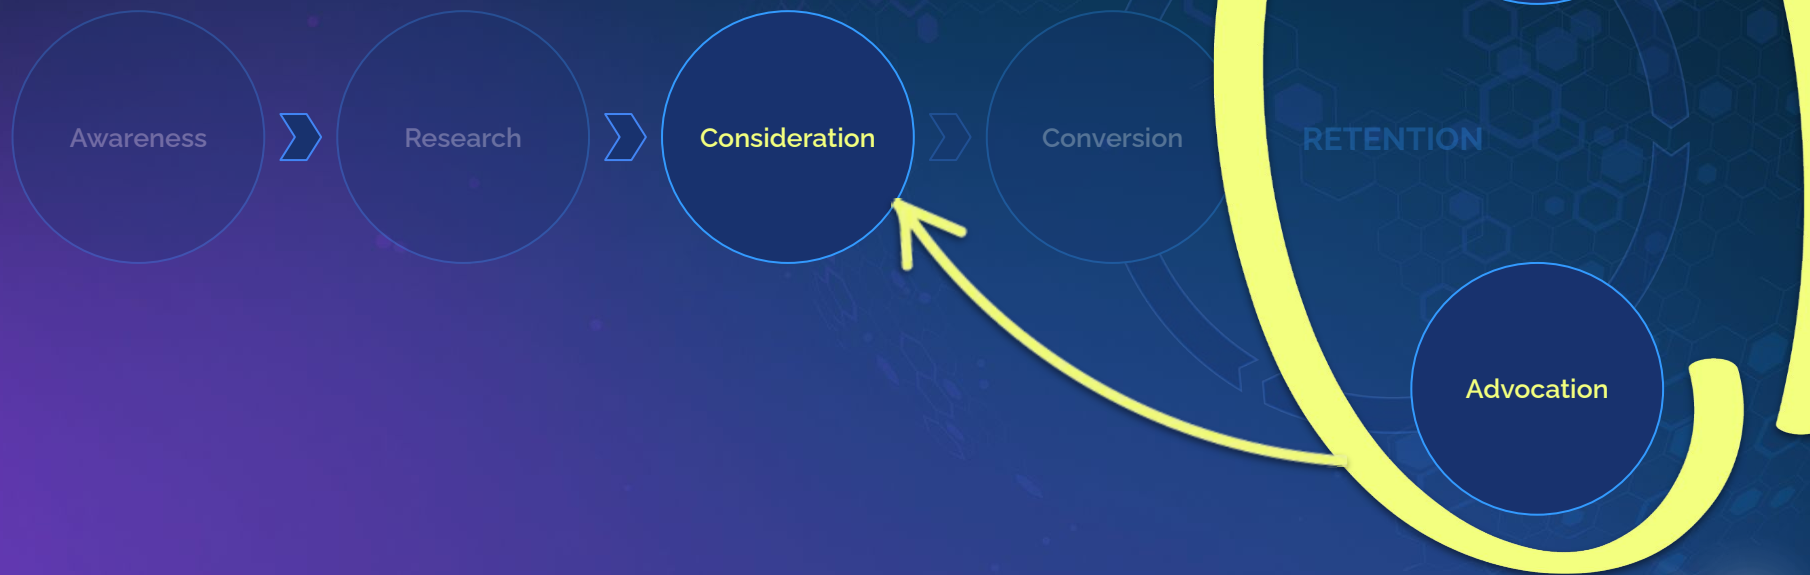 Awareness
Research
Consideration
Conversion
RETENTION
Advocation